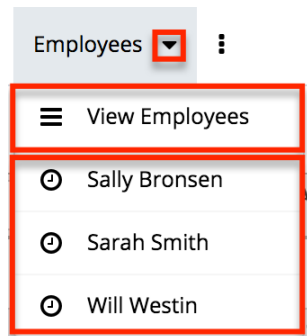 Employees
View Employees
Sally Bronsen
Sarah Smith
Will Westin